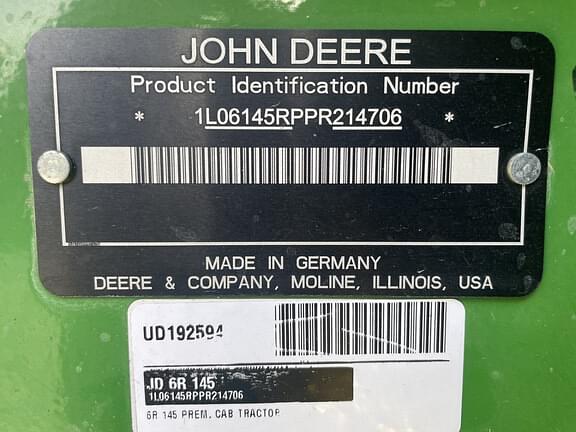 JOHN DEERE
Product Identification Number
* 1L06145RPPR214706 *
MADE IN GERMANY
DEERE & COMPANY, MOLINE, ILLINOIS, USA
UD192594
JD 6R 145
1L06145RPPR214706
6R 145 PREM. CAB TRACTOR